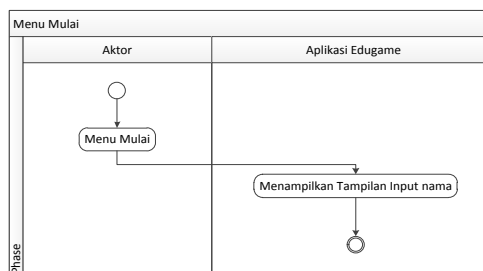 Menu Mulai
Aktor
Aplikasi Edugame
Menu Mulai
Menampilkan Tampilan Input nama
Phase